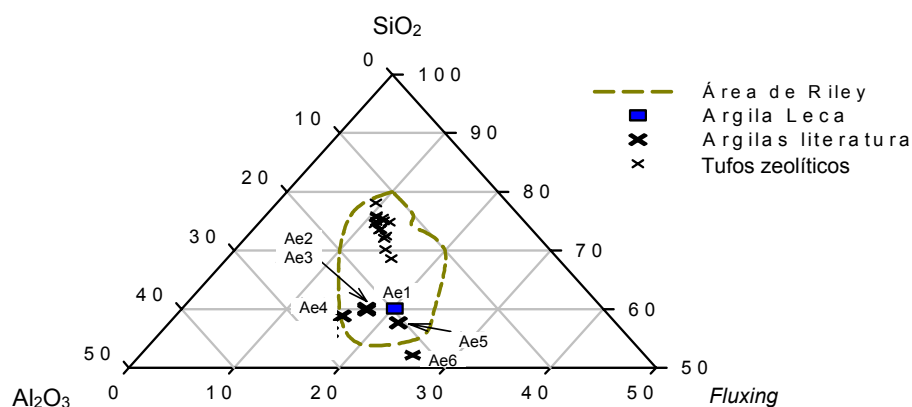 SiO₂
0 100
Área de Riley
Argila Leca
Argilas literatura
Tufos zeolíticos
10 90
20 80
30 70
Ae2
Ae3
Ae1
40 60
Ae4
Ae5
Ae6
50 50
0 10 20 30 40 50
Al₂O₃ Fluxing